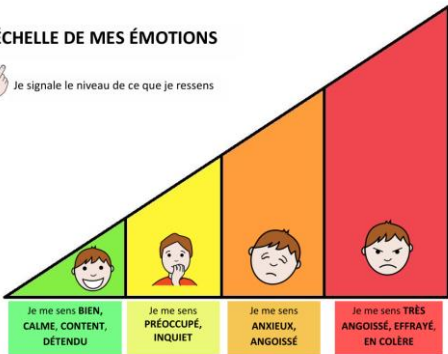 ÉCHELLE DE MES ÉMOTIONS
Je signale le niveau de ce que je ressens
Je me sens BIEN,
CALME, CONTENT,
DÉTENDU
Je me sens
PRÉOCCUPÉ,
INQUIET
Je me sens
ANXIEUX,
ANGOISSÉ
Je me sens TRÈS
ANGOISSÉ, EFFRAYÉ,
EN COLÈRE